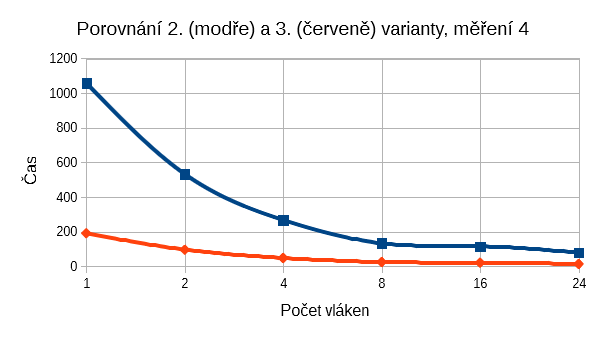 Porovnání 2. (modře) a 3. (červeně) varianty, měření 4
1200
1000
800
600
400
200
0
Čas
1 2 4 8 16 24
Počet vláken